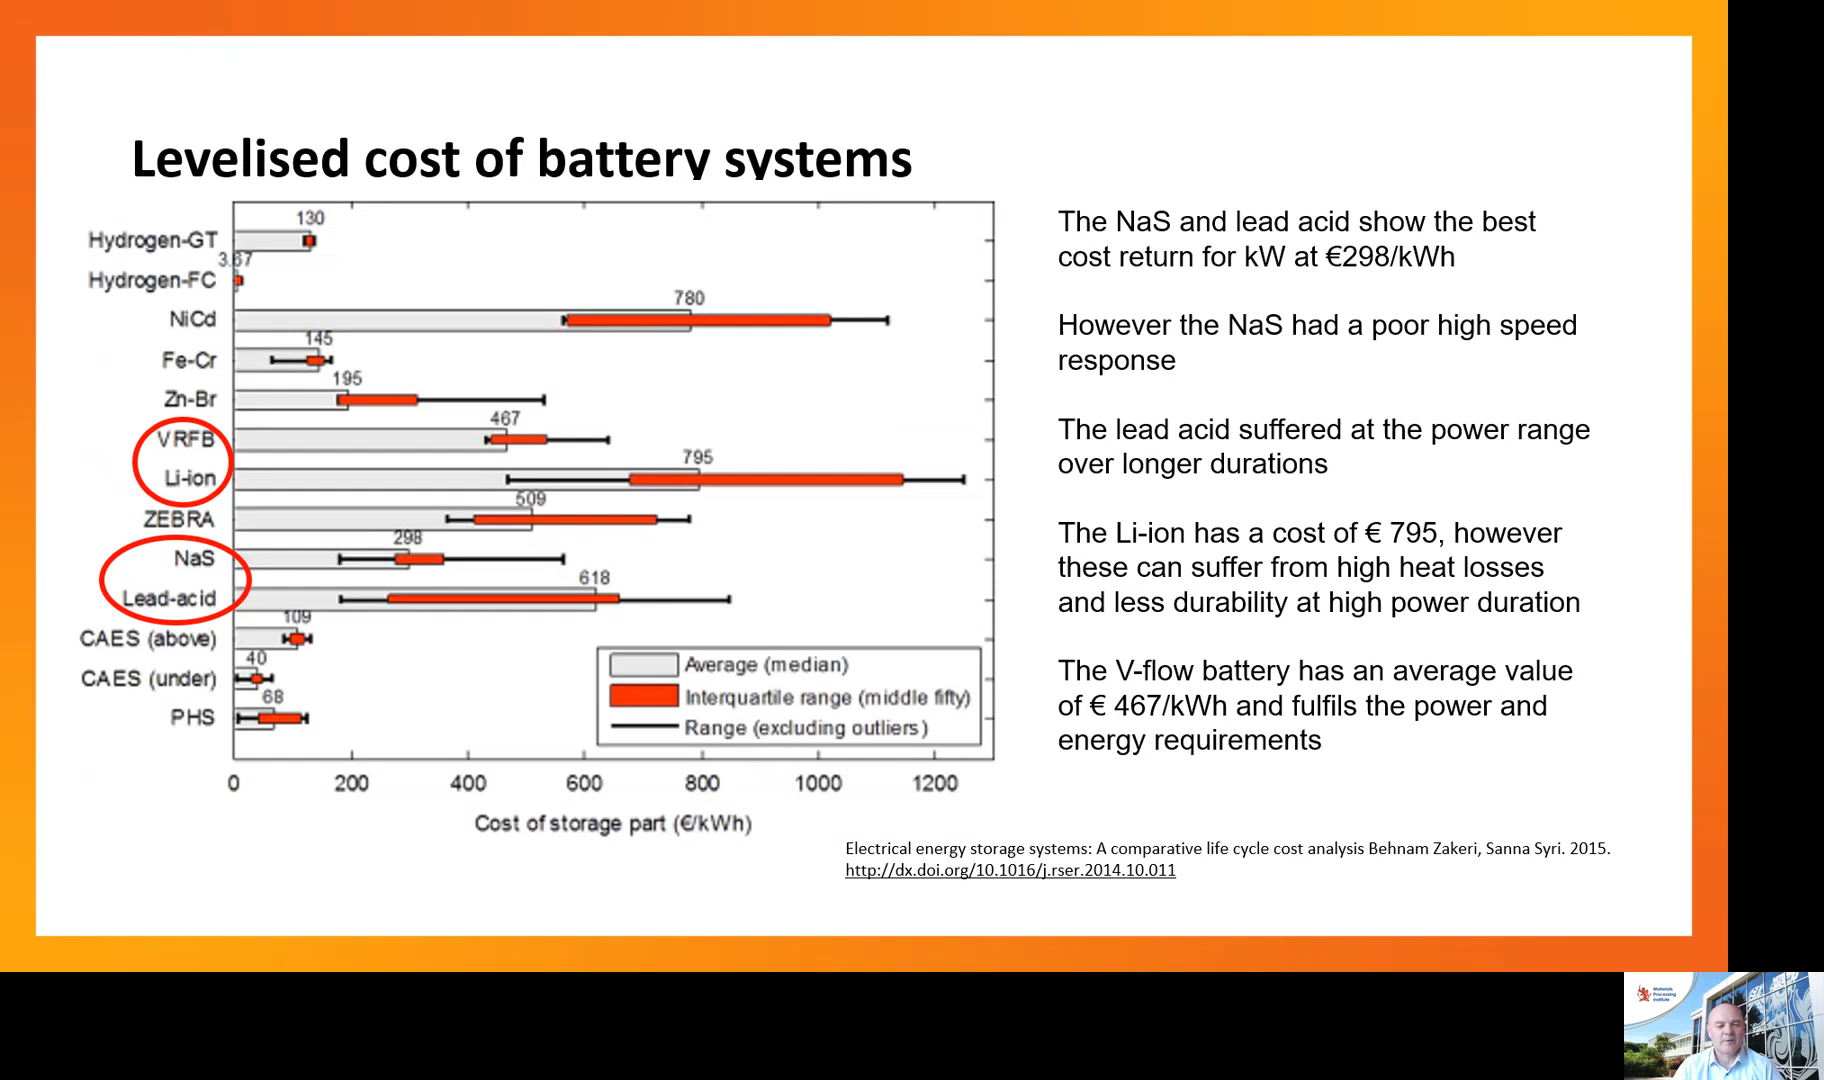 Levelised cost of battery systems
130
Hydrogen-GT
3.67
Hydrogen-FC
780
NiCd
145
Fe-Cr
195
Zn-Br
467
VRFB
795
Li-ion
509
ZEBRA
298
NaS
618
Lead-acid
109
CAES (above)
40
CAES (under)
68
PHS
Average (median)
Interquartile range (middle fifty)
Range (excluding outliers)
0 200 400 600 800 1000 1200
Cost of storage part (€/kWh)
The NaS and lead acid show the best
cost return for kW at €298/kWh
However the NaS had a poor high speed
response
The lead acid suffered at the power range
over longer durations
The Li-ion has a cost of € 795, however
these can suffer from high heat losses
and less durability at high power duration
The V-flow battery has an average value
of € 467/kWh and fulfils the power and
energy requirements
Electrical energy storage systems: A comparative life cycle cost analysis Behnam Zakeri, Sanna Syri. 2015.
http://dx.doi.org/10.1016/j.rser.2014.10.011
Materials
Processing
Institute